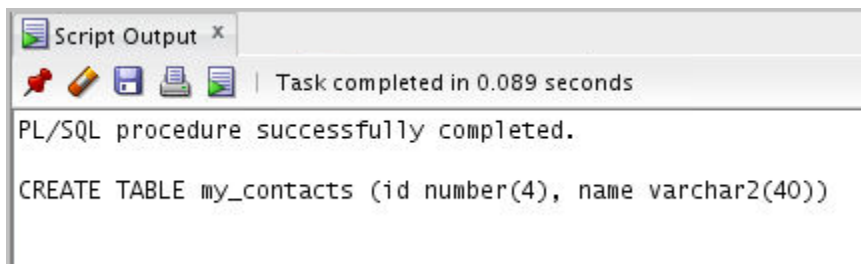 Script Output x
Task completed in 0.089 seconds
PL/SQL procedure successfully completed.
CREATE TABLE my_contacts (id number(4), name varchar2(40))